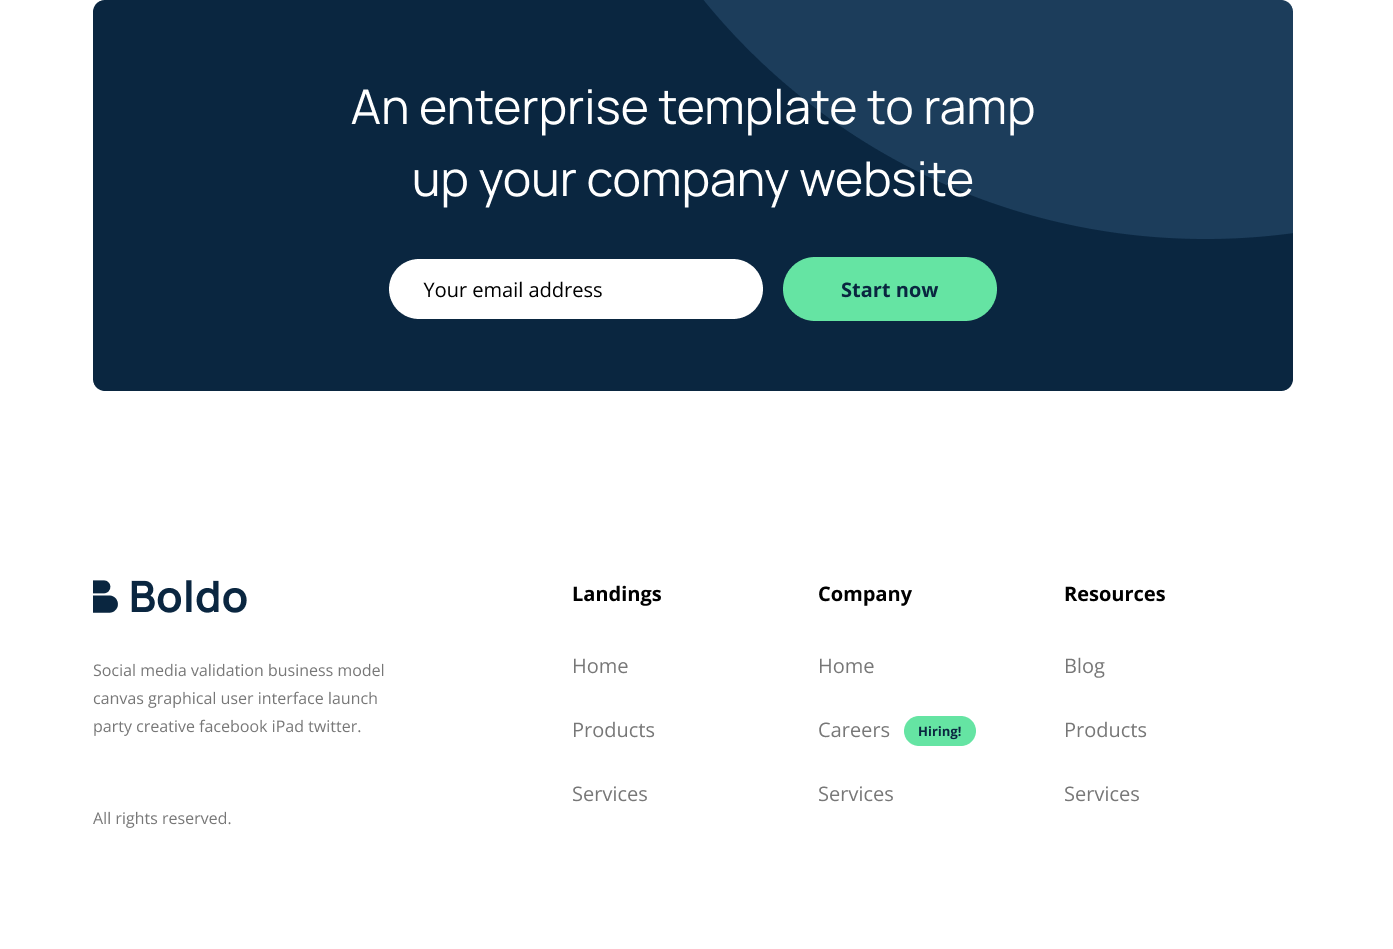 An enterprise template to ramp
up your company website
Your email address
Start now
Boldo
Social media validation business model
canvas graphical user interface launch
party creative facebook iPad twitter.
All rights reserved.
Landings
Home
Products
Services
Company
Home
Careers Hiring!
Services
Resources
Blog
Products
Services